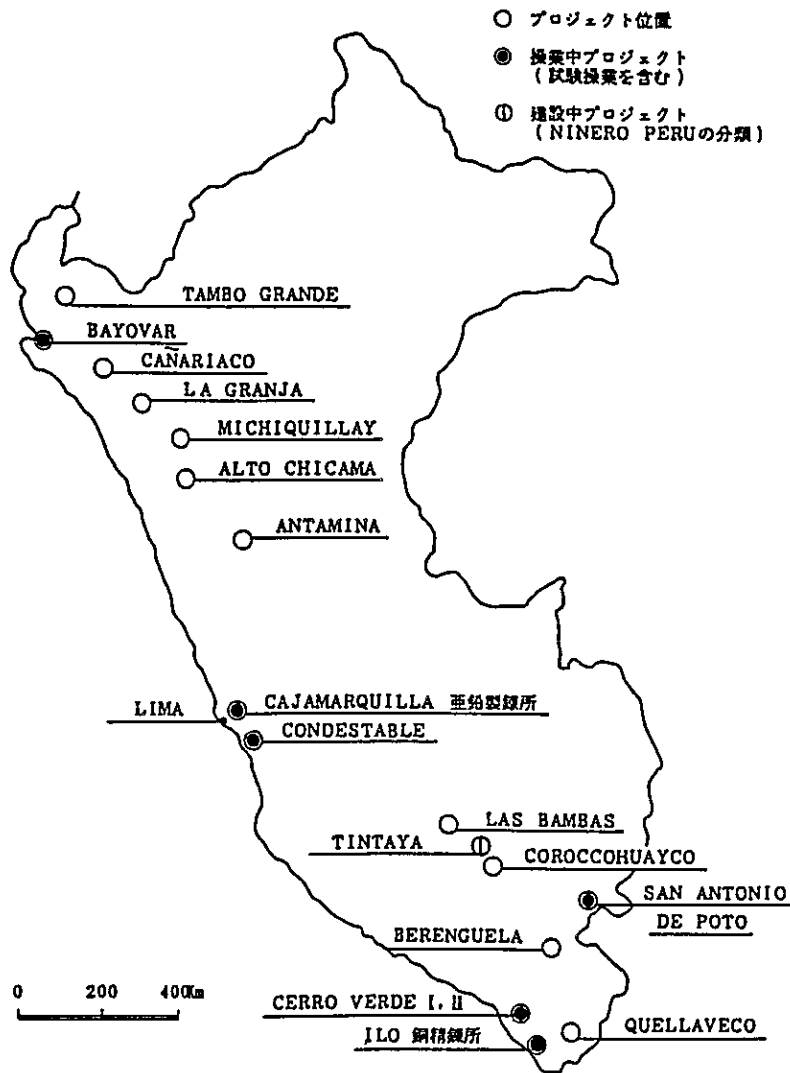 プロジェクト位置
操業中プロジェクト
(試験操業を含む)
建設中プロジェクト
(NINERO PERUの分類)
TAMBO GRANDE
BAYOVAR
CAÑARIACO
LA GRANJA
MICHIQUILLAY
ALTO CHICAMA
ANTAMINA
CAJAMARQUILLA 亜鉛製錬所
LIMA
CONDESTABLE
LAS BAMBAS
TINTAYA
COROCCOHUAYCO
SAN ANTONIO
DE POTO
BERENGUELA
0 200 400Km
CERRO VERDE I, II
QUELLAVECO
ILO 銅精錬所